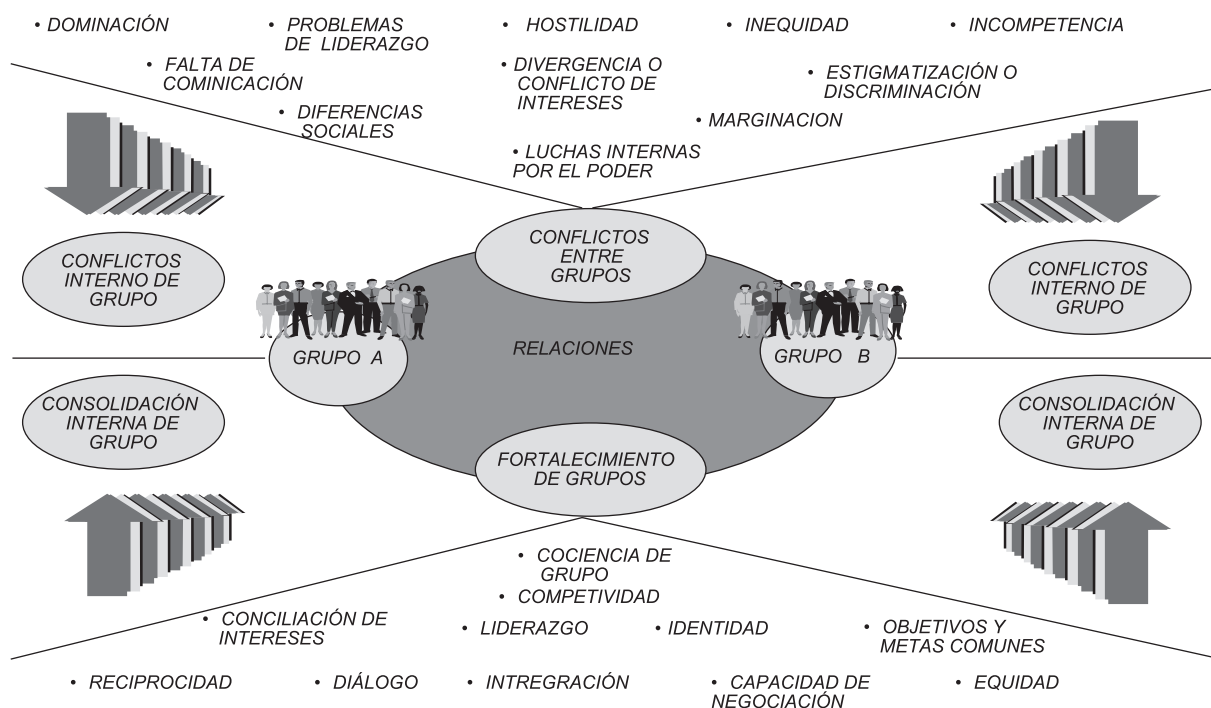 • DOMINACIÓN
• PROBLEMAS
DE LIDERAZGO
• HOSTILIDAD
• INEQUIDAD
• INCOMPETENCIA
• FALTA DE
COMINICACIÓN
• DIVERGENCIA O
CONFLICTO DE
INTERESES
• ESTIGMATIZACIÓN O
DISCRIMINACIÓN
• DIFERENCIAS
SOCIALES
• MARGINACION
• LUCHAS INTERNAS
POR EL PODER
CONFLICTOS
ENTRE
GRUPOS
CONFLICTOS
INTERNO DE
GRUPO
CONFLICTOS
INTERNO DE
GRUPO
GRUPO A
RELACIONES
GRUPO B
CONSOLIDACIÓN
INTERNA DE
GRUPO
CONSOLIDACIÓN
INTERNA DE
GRUPO
FORTALECIMIENTO
DE GRUPOS
• COCIENCIA DE
GRUPO
• COMPETIVIDAD
• CONCILIACIÓN DE
INTERESES
• LIDERAZGO
• IDENTIDAD
• OBJETIVOS Y
METAS COMUNES
• RECIPROCIDAD
• DIÁLOGO
• INTREGRACIÓN
• CAPACIDAD DE
NEGOCIACIÓN
• EQUIDAD